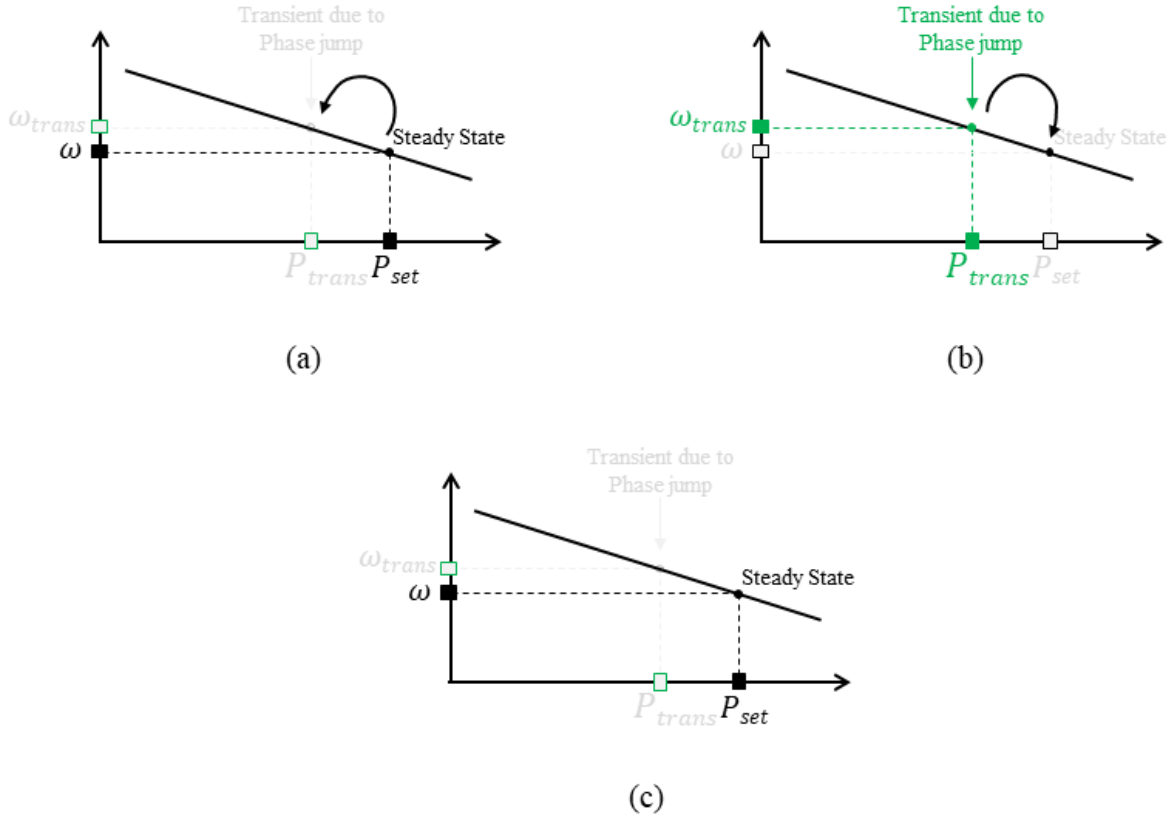 Transient due to
Phase jump
ω_trans
ω
Steady State
P_trans
P_set
(a)
Transient due to
Phase jump
ω_trans
ω
Steady State
P_trans
P_set
(b)
Transient due to
Phase jump
ω_trans
ω
Steady State
P_trans
P_set
(c)